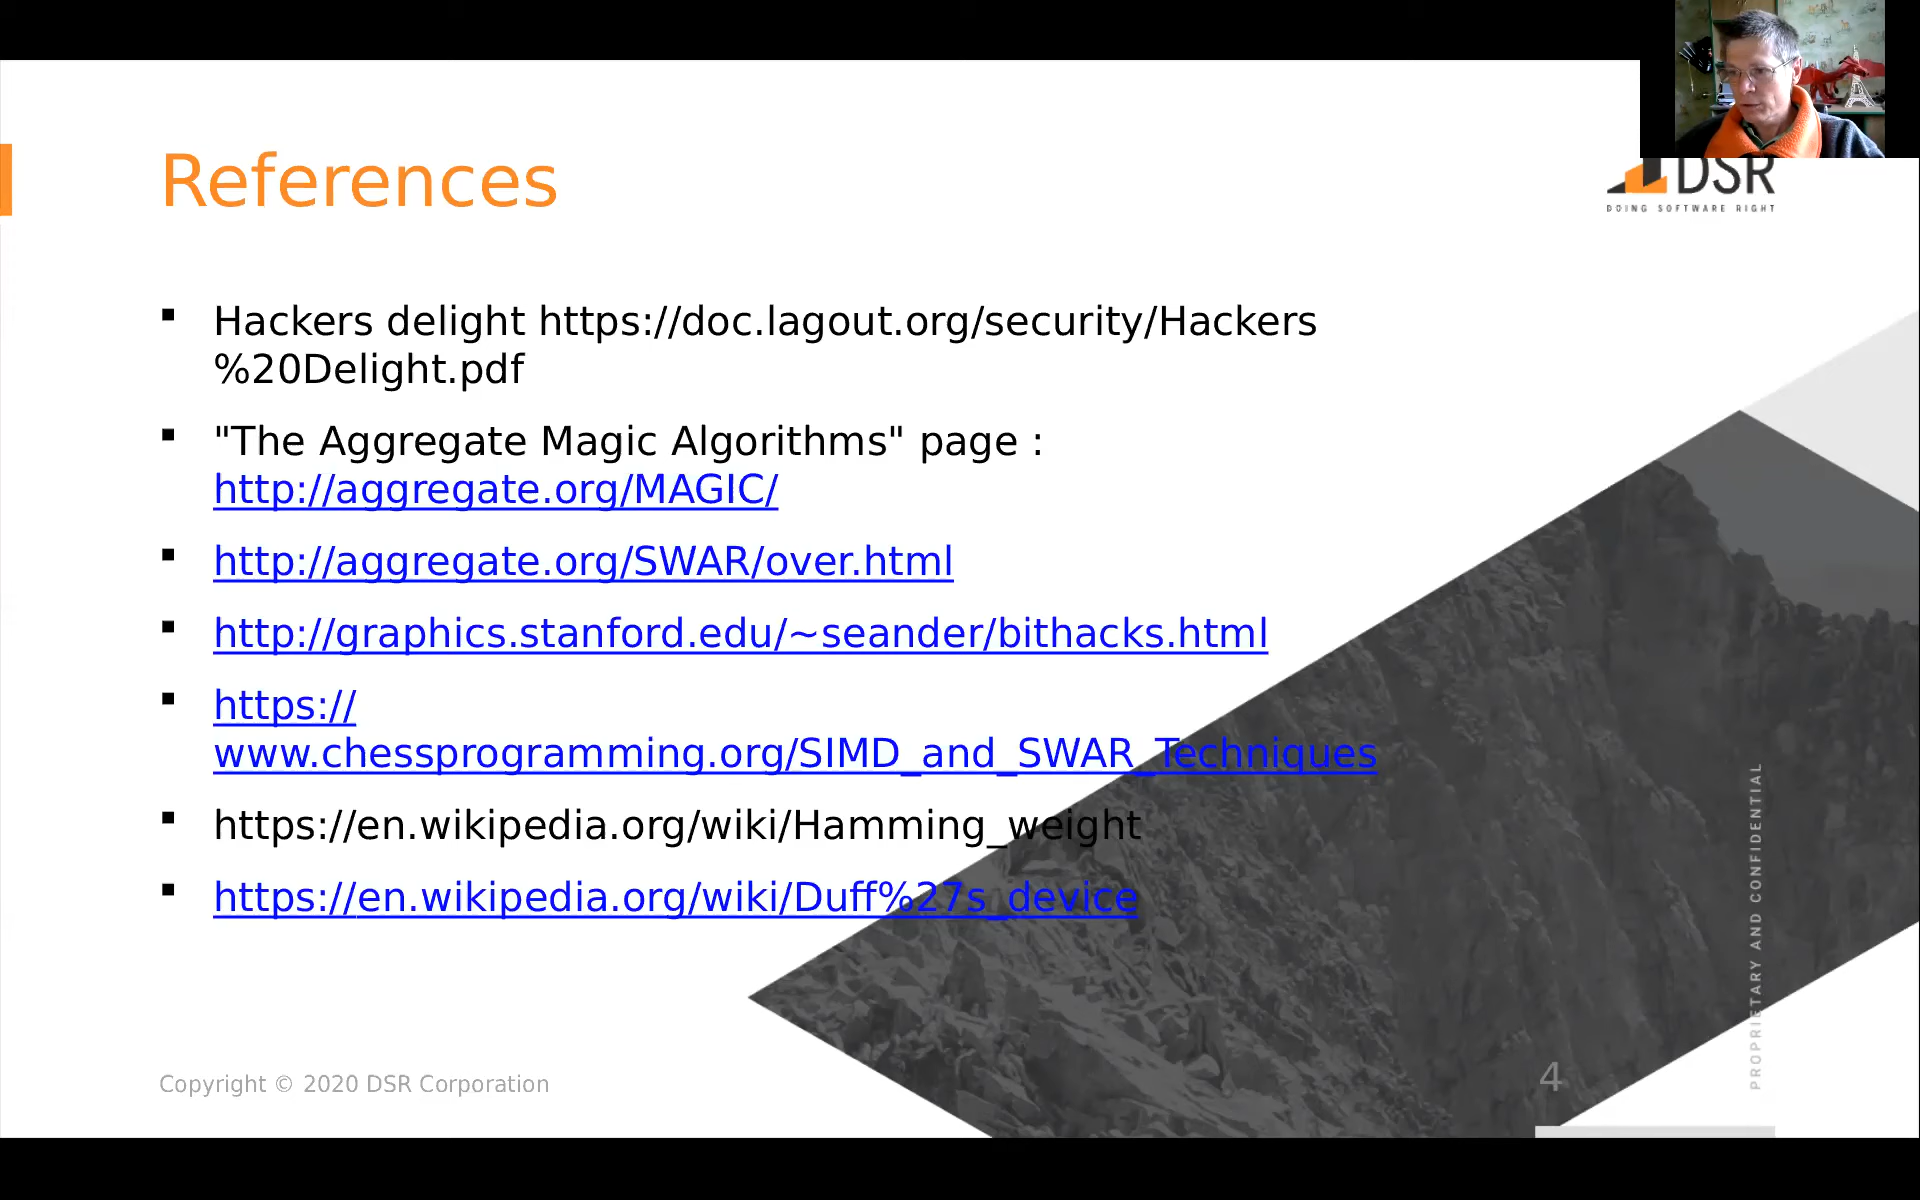 References
DSR
DOING SOFTWARE RIGHT
▪ Hackers delight https://doc.lagout.org/security/Hackers
%20Delight.pdf
▪ "The Aggregate Magic Algorithms" page :
http://aggregate.org/MAGIC/
▪ http://aggregate.org/SWAR/over.html
▪ http://graphics.stanford.edu/~seander/bithacks.html
▪ https://
www.chessprogramming.org/SIMD_and_SWAR_Techniques
▪ https://en.wikipedia.org/wiki/Hamming_weight
▪ https://en.wikipedia.org/wiki/Duff%27s_device
PROPRIETARY AND CONFIDENTIAL
Copyright © 2020 DSR Corporation
4